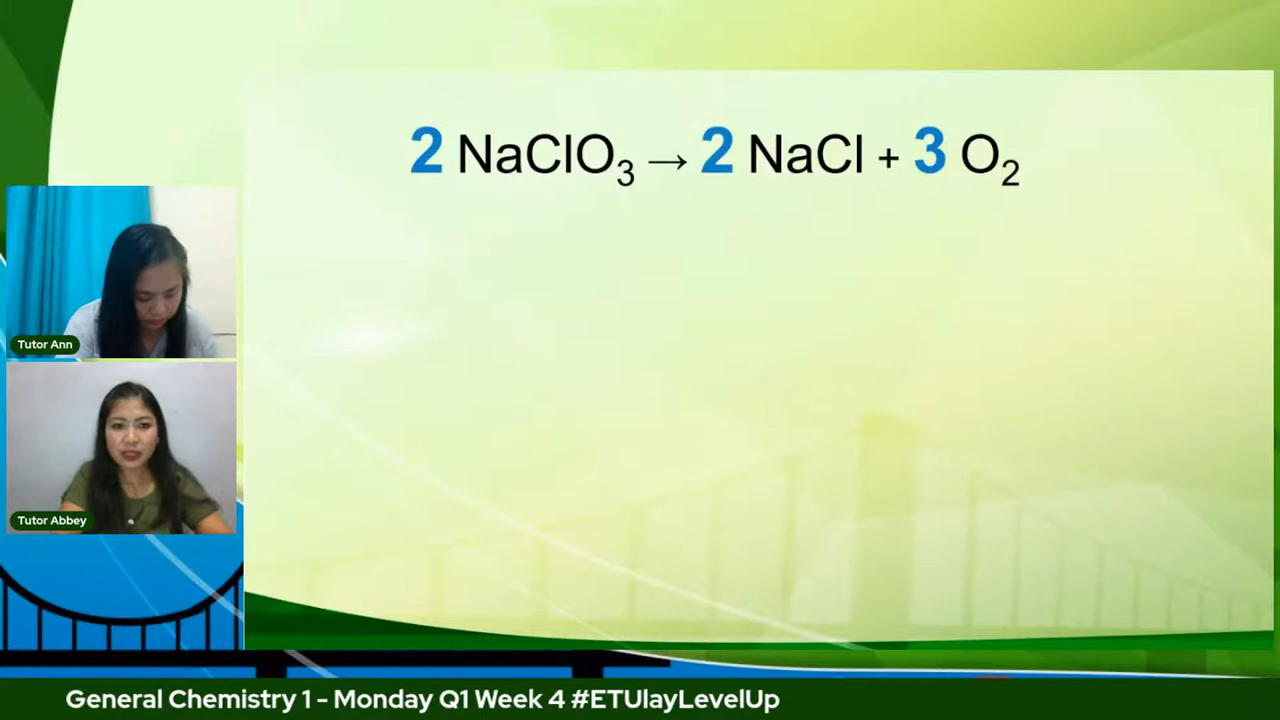 2 NaClO₃ → 2 NaCl + 3 O₂
Tutor Ann
Tutor Abbey
General Chemistry 1 - Monday Q1 Week 4 #ETUlayLevelUp